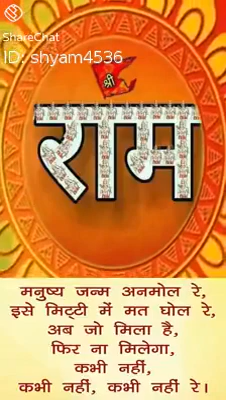 ShareChat
ID: shyam4536
श्री
राम
मनुष्य जन्म अनमोल रे,
इसे मिट्टी में मत घोल रे,
अब जो मिला है,
फिर ना मिलेगा,
कभी नहीं,
कभी नहीं, कभी नहीं रे।